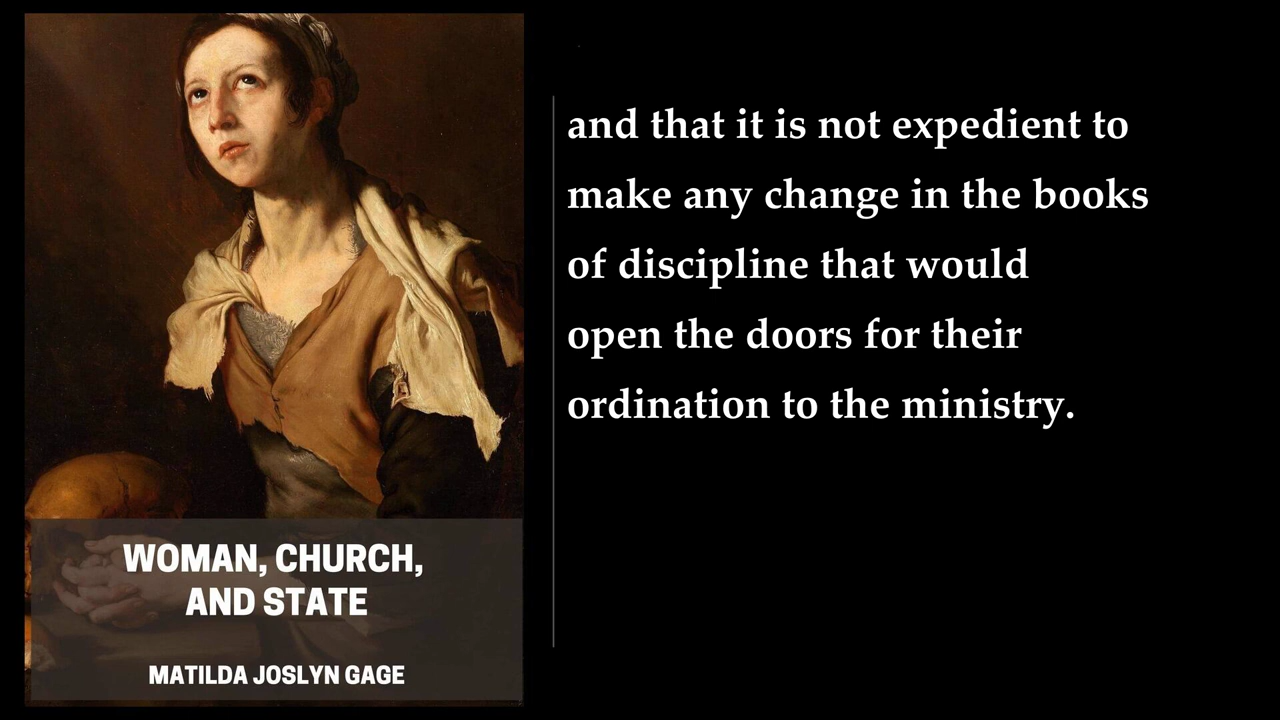 and that it is not expedient to
make any change in the books
of discipline that would
open the doors for their
ordination to the ministry.
WOMAN, CHURCH,
AND STATE
MATILDA JOSLYN GAGE